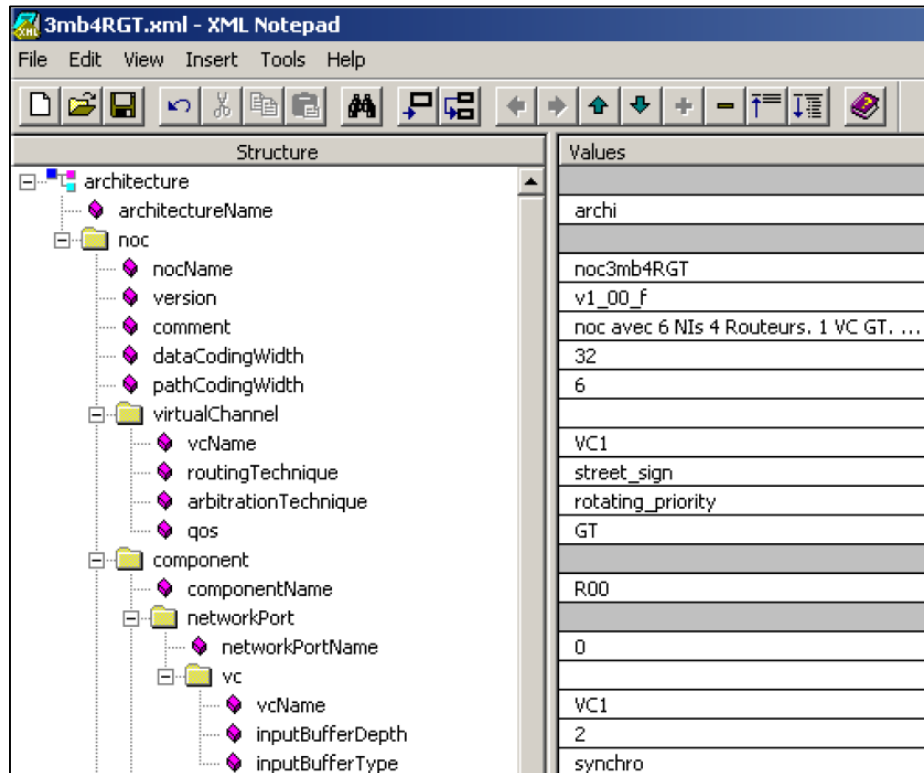 3mb4RGT.xml - XML Notepad
File Edit View Insert Tools Help
Structure Values
architecture
architectureName archi
noc
nocName noc3mb4RGT
version v1_00_f
comment noc avec 6 NIs 4 Routeurs. 1 VC GT. ...
dataCodingWidth 32
pathCodingWidth 6
virtualChannel
vcName VC1
routingTechnique street_sign
arbitrationTechnique rotating_priority
qos GT
component
componentName R00
networkPort
networkPortName 0
vc
vcName VC1
inputBufferDepth 2
inputBufferType synchro